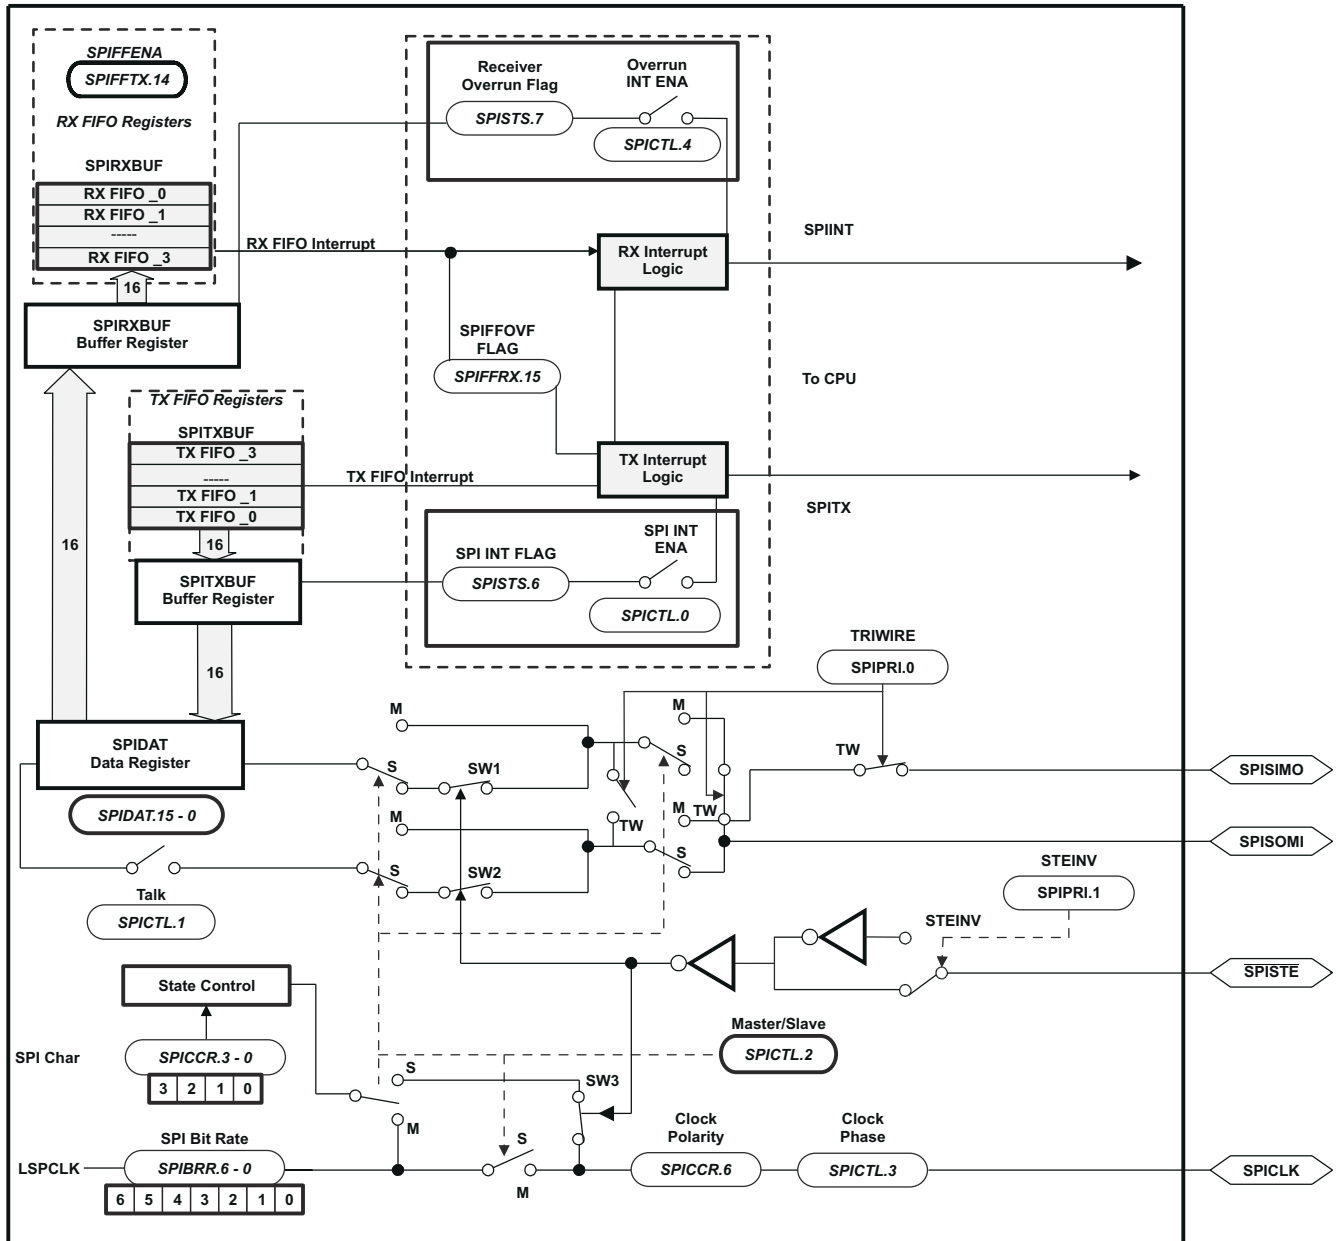 SPIFFENA
SPIFFTX.14
RX FIFO Registers
SPIRXBUF
RX FIFO _0
RX FIFO _1
-----
RX FIFO _3
16
SPIRXBUF
Buffer Register
RX FIFO Interrupt
Receiver
Overrun Flag
SPISTS.7
Overrun
INT ENA
SPICTL.4
RX Interrupt
Logic
SPIINT
SPIFFOVF
FLAG
SPIFFRX.15
To CPU
TX FIFO Registers
SPITXBUF
TX FIFO _3
-----
TX FIFO _1
TX FIFO _0
16
16
TX FIFO Interrupt
TX Interrupt
Logic
SPITX
SPITXBUF
Buffer Register
SPI INT FLAG
SPISTS.6
SPI INT
ENA
SPICTL.0
16
TRIWIRE
SPIPRI.0
SPIDAT
Data Register
SPIDAT.15 - 0
M
S
SW1
M
S
SW2
M
S
TW
M
TW
S
TW
SPISIMO
SPISOMI
Talk
SPICTL.1
STEINV
SPIPRI.1
STEINV
SPISTE
State Control
SPI Char
SPICCR.3 - 0
3 2 1 0
Master/Slave
SPICTL.2
S
M
SW3
SPI Bit Rate
LSPCLK
SPIBRR.6 - 0
6 5 4 3 2 1 0
S
M
Clock
Polarity
SPICCR.6
Clock
Phase
SPICTL.3
SPICLK